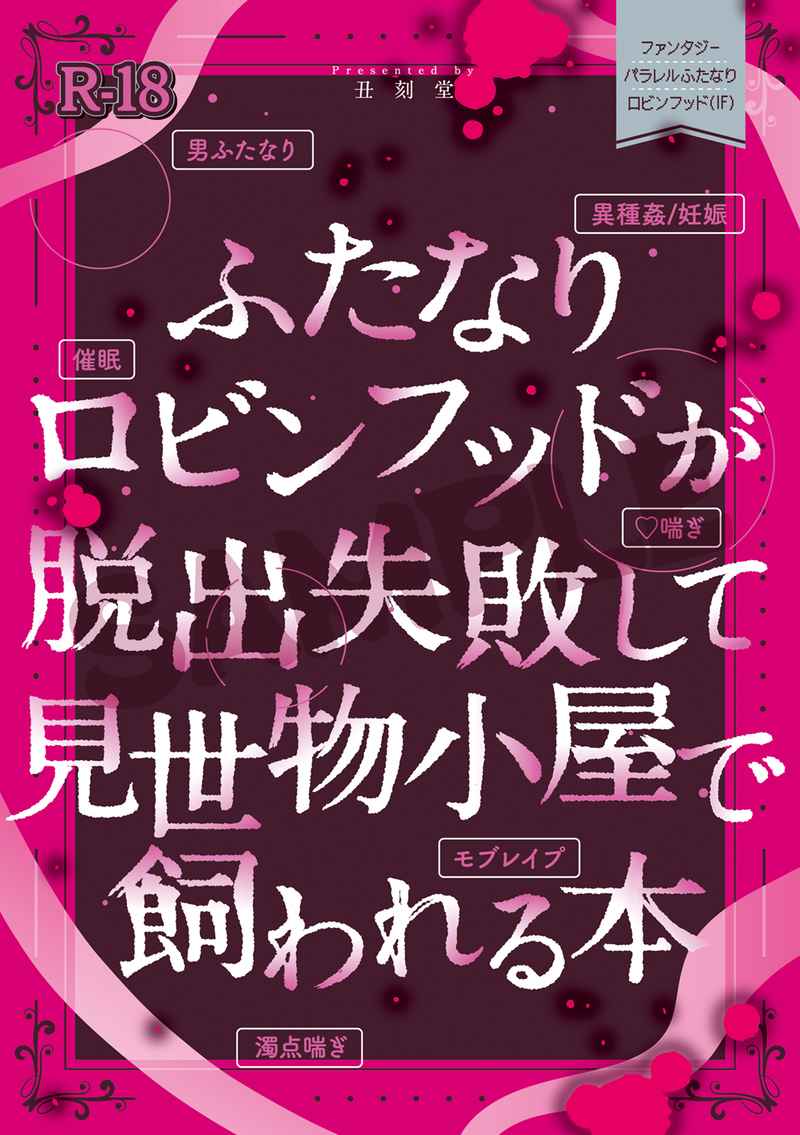 ファンタジー
パラレルふたなり
ロビンフッド(IF)
R-18
Presented by
丑刻堂
男ふたなり
異種姦/妊娠
ふたなり
催眠
ロビンフッドが
♡喘ぎ
脱出失敗して
SAMPLE
見世物小屋で
モブレイプ
飼われる本
濁点喘ぎ